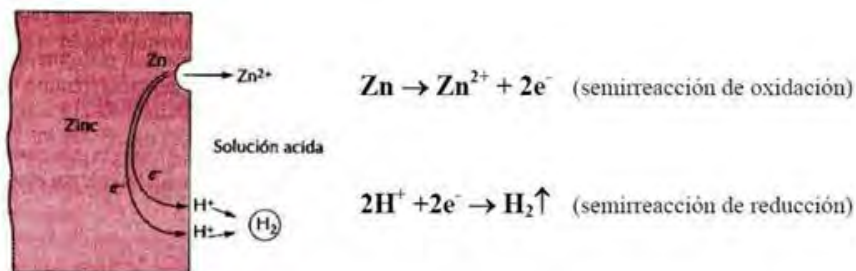 Zn
Zn²⁺
Zinc
Solución acida
e⁻
e⁻
H⁺
H⁺
H₂
Zn → Zn²⁺ + 2e⁻ (semirreacción de oxidación)
2H⁺ +2e⁻ → H₂↑ (semirreacción de reducción)